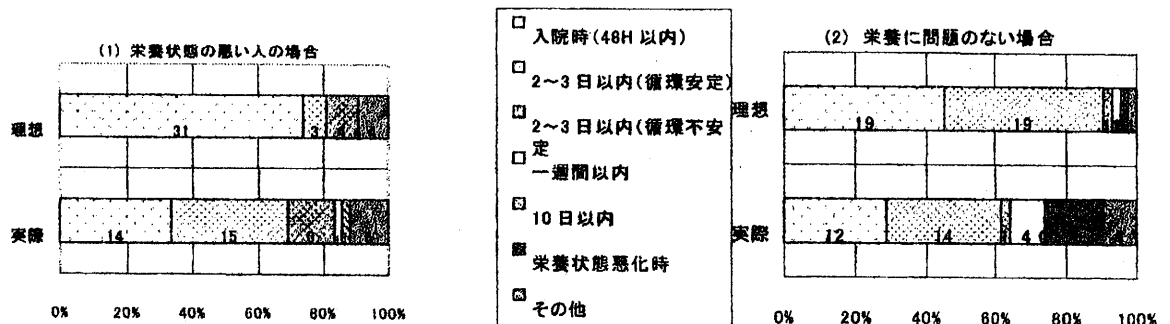 (1) 栄養状態の悪い人の場合
理想
31
3
実際
14
15
0% 20% 40% 60% 80% 100%
入院時(48H 以内)
2〜3日以内(循環安定)
2〜3日以内(循環不安
定
一週間以内
10日以内
栄養状態悪化時
その他
(2) 栄養に問題のない場合
理想
19
19
実際
12
14
4 0
0% 20% 40% 60% 80% 100%